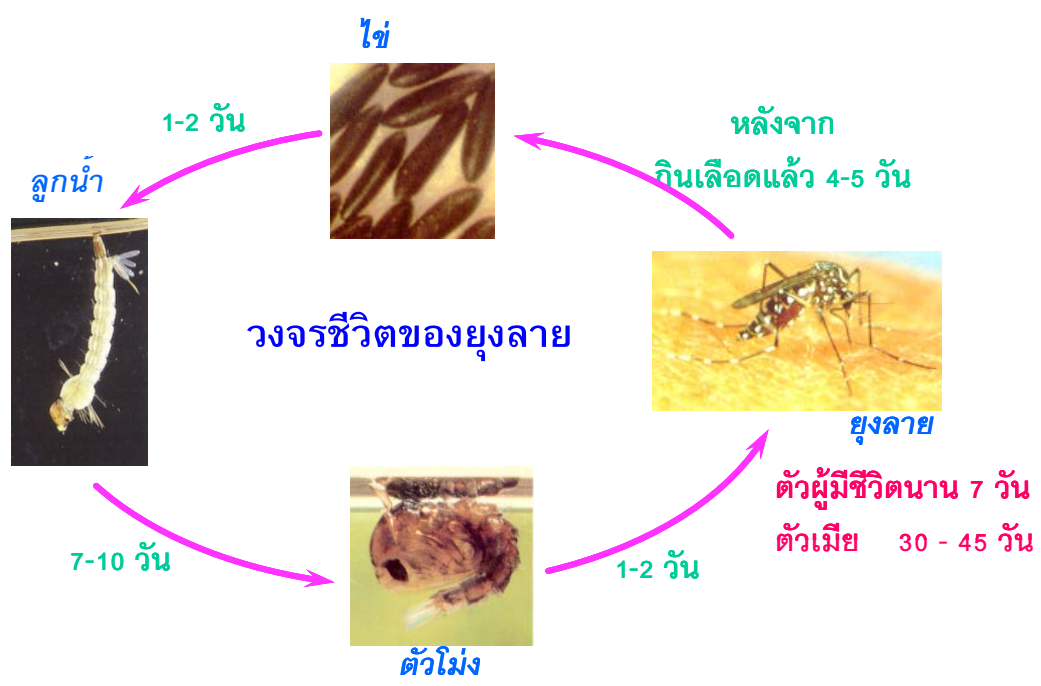 ไข่
1-2 วัน
หลังจาก
กินเลือดแล้ว 4-5 วัน
ลูกน้ำ
วงจรชีวิตของยุงลาย
ยุงลาย
ตัวผู้มีชีวิตนาน 7 วัน
ตัวเมีย 30 - 45 วัน
7-10 วัน
1-2 วัน
ตัวโม่ง